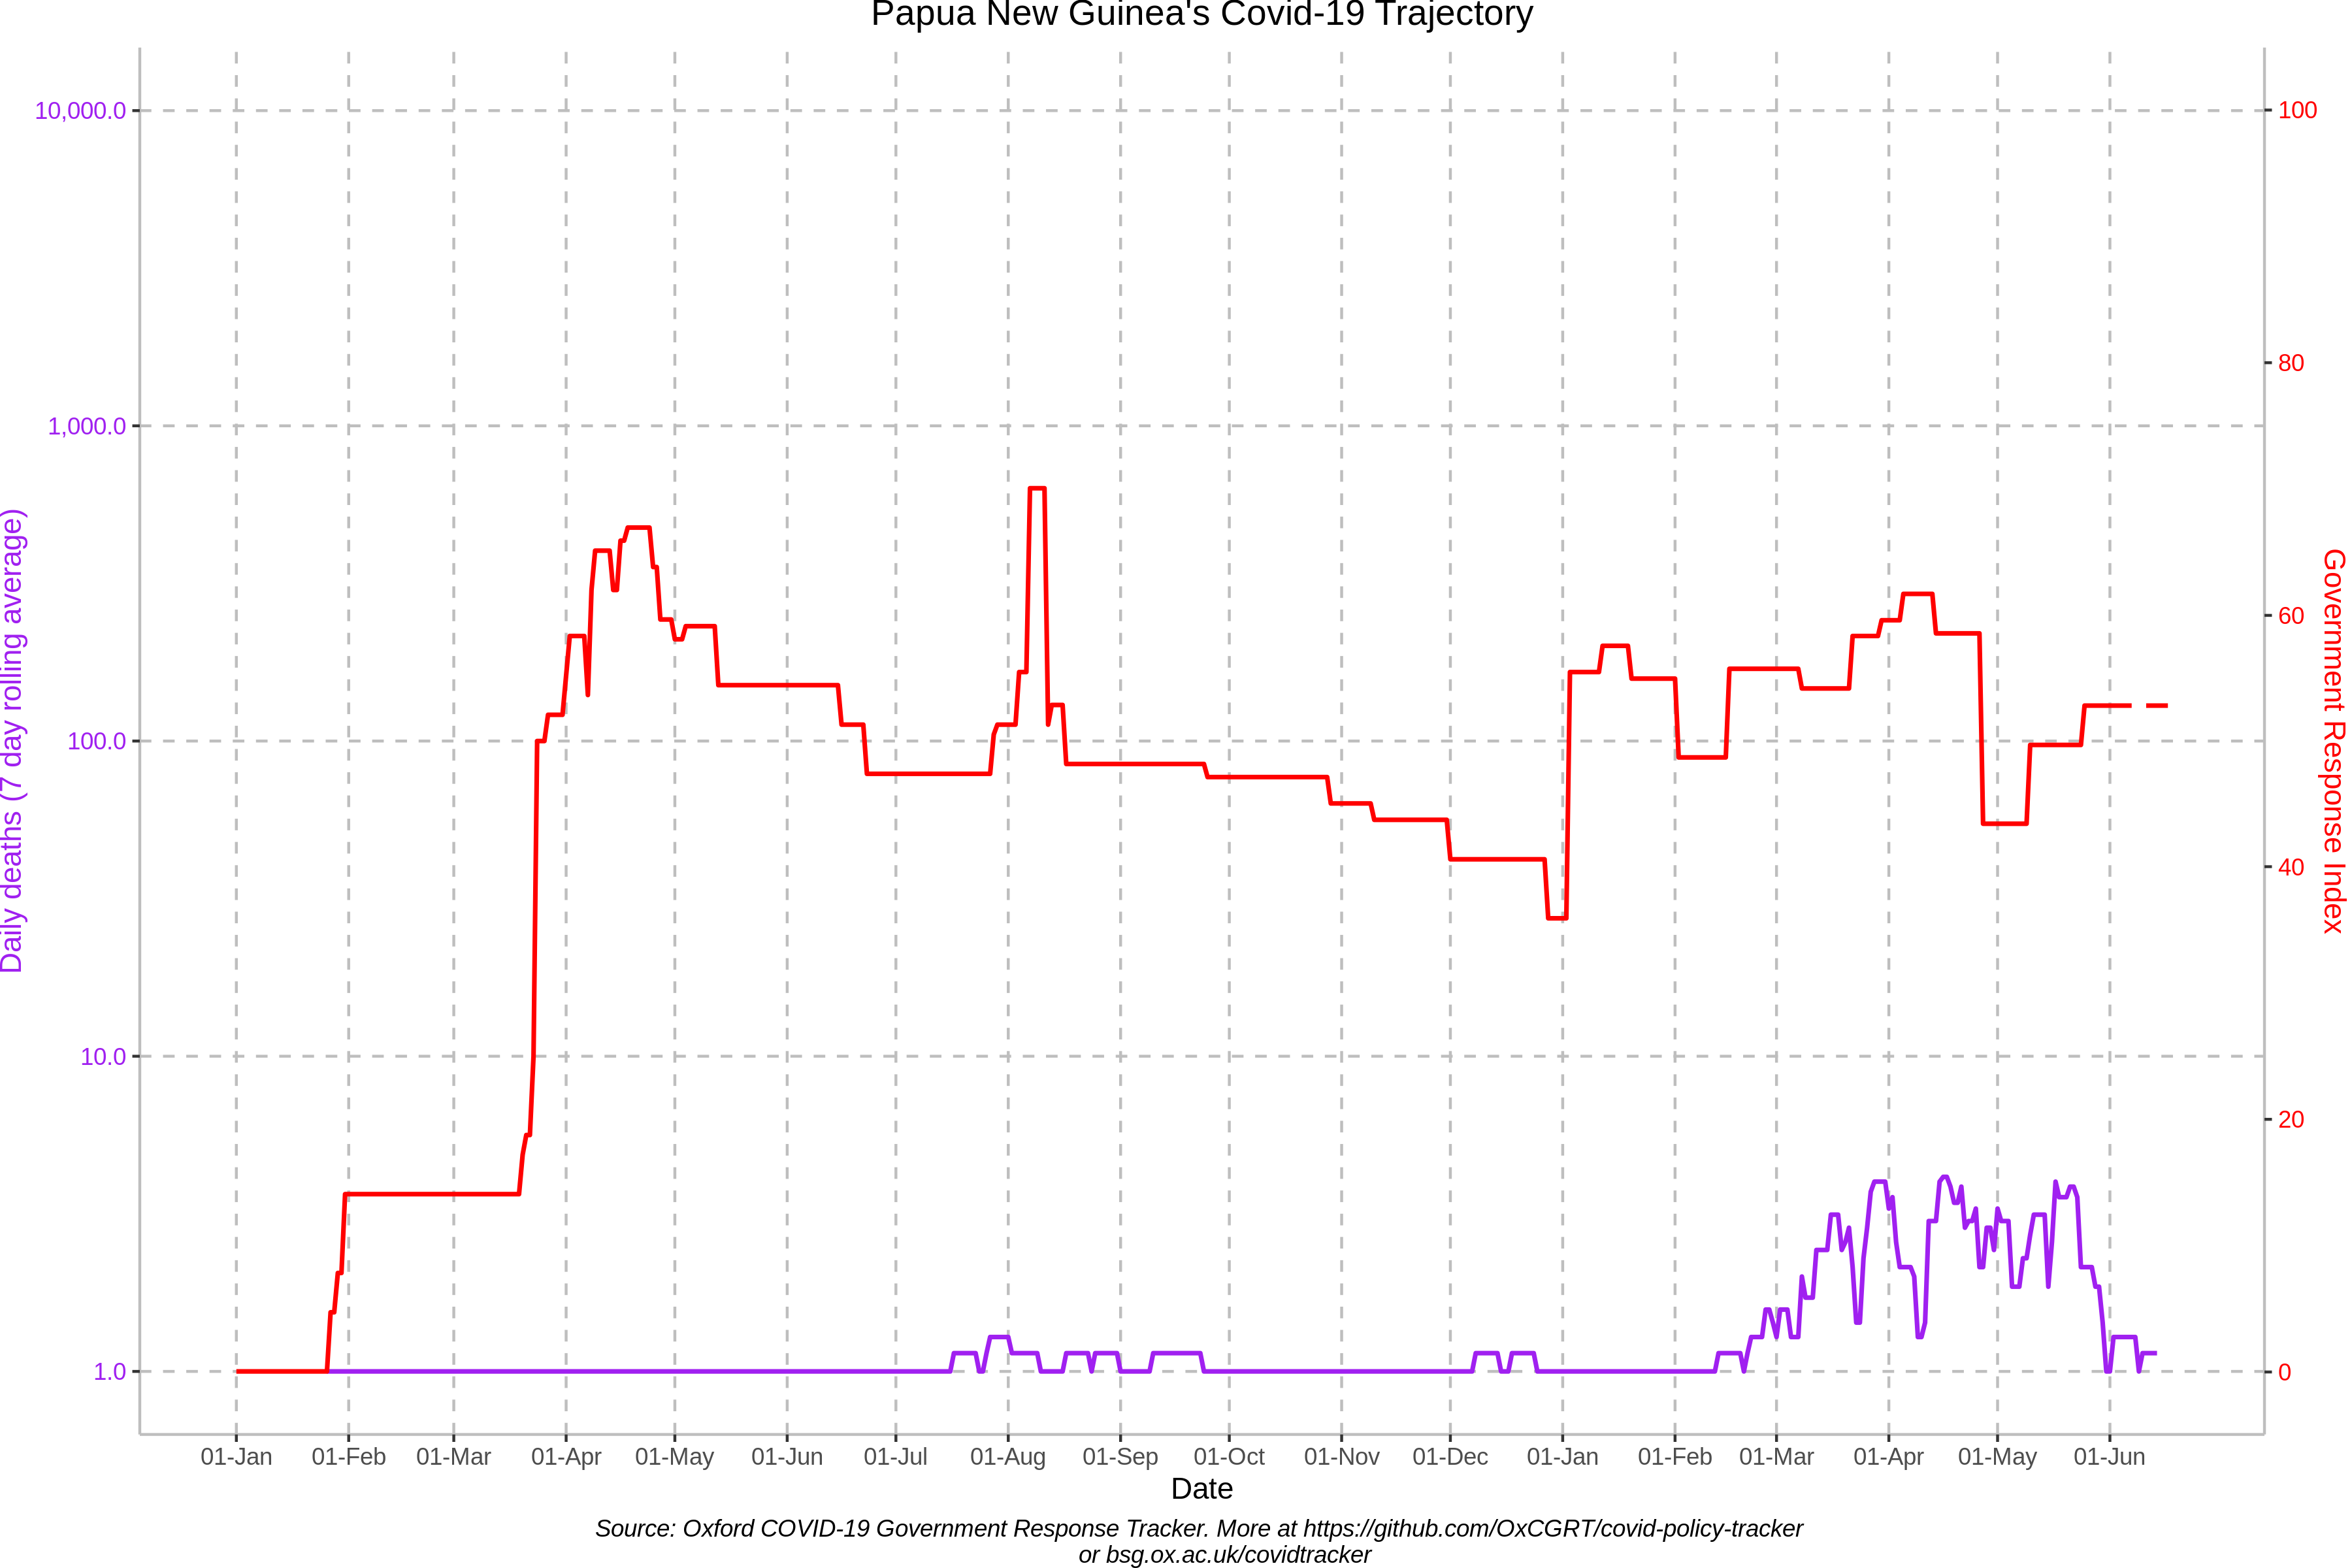 Papua New Guinea's Covid-19 Trajectory
10,000.0
1,000.0
100.0
10.0
1.0
Daily deaths (7 day rolling average)
100
80
60
40
20
0
Government Response Index
01-Jan 01-Feb 01-Mar 01-Apr 01-May 01-Jun 01-Jul 01-Aug 01-Sep 01-Oct 01-Nov 01-Dec 01-Jan 01-Feb 01-Mar 01-Apr 01-May 01-Jun
Date
Source: Oxford COVID-19 Government Response Tracker. More at https://github.com/OxCGRT/covid-policy-tracker
or bsg.ox.ac.uk/covidtracker